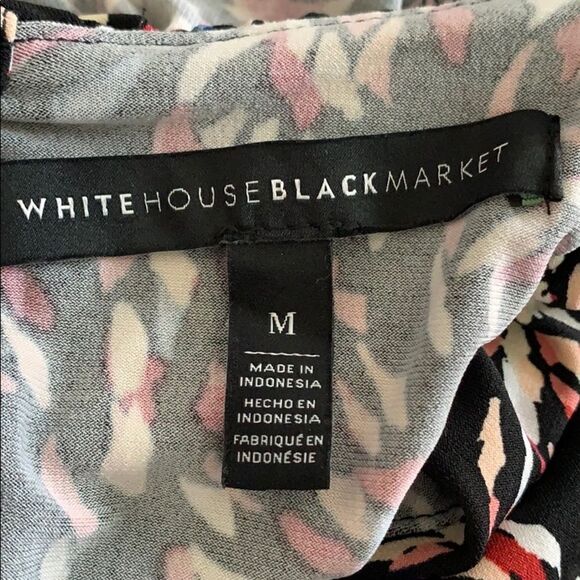 WHITEHOUSEBLACKMARKET
M
MADE IN
INDONESIA
HECHO EN
INDONESIA
FABRIQUÉ EN
INDONÉSIE